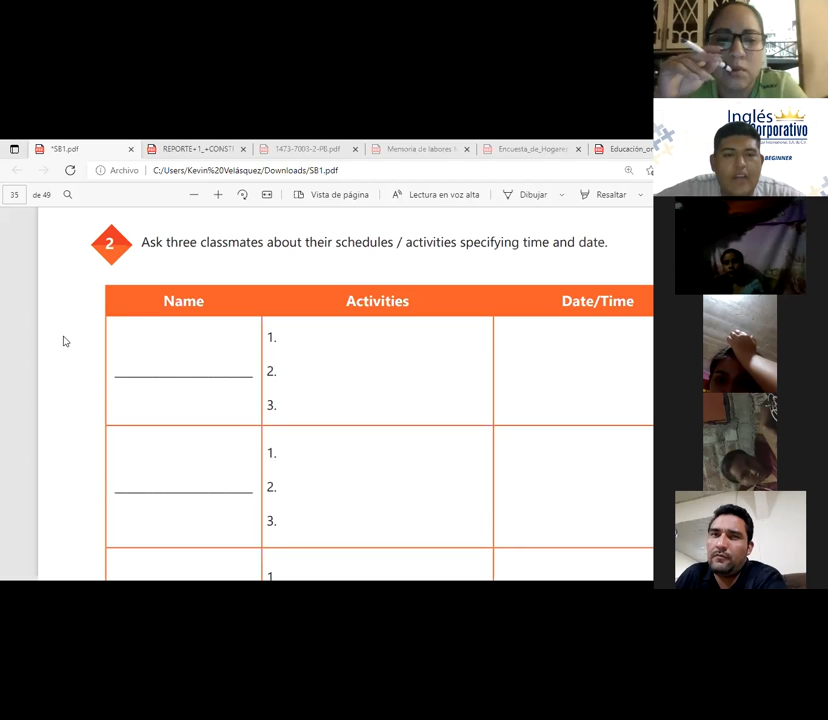 *SB1.pdf
REPORTE+1_+CONST
1473-7003-2-PB.pdf
Memoria de labores
Encuesta_de_Hogares
Educación_or
Archivo
C:/Users/Kevin%20Velásquez/Downloads/SB1.pdf
35 de 49
Vista de página
Lectura en voz alta
Dibujar
Resaltar
2 Ask three classmates about their schedules / activities specifying time and date.
Name Activities Date/Time
1.
2.
3.
1.
2.
3.
1
Inglés
Corporativo
BEGINNER